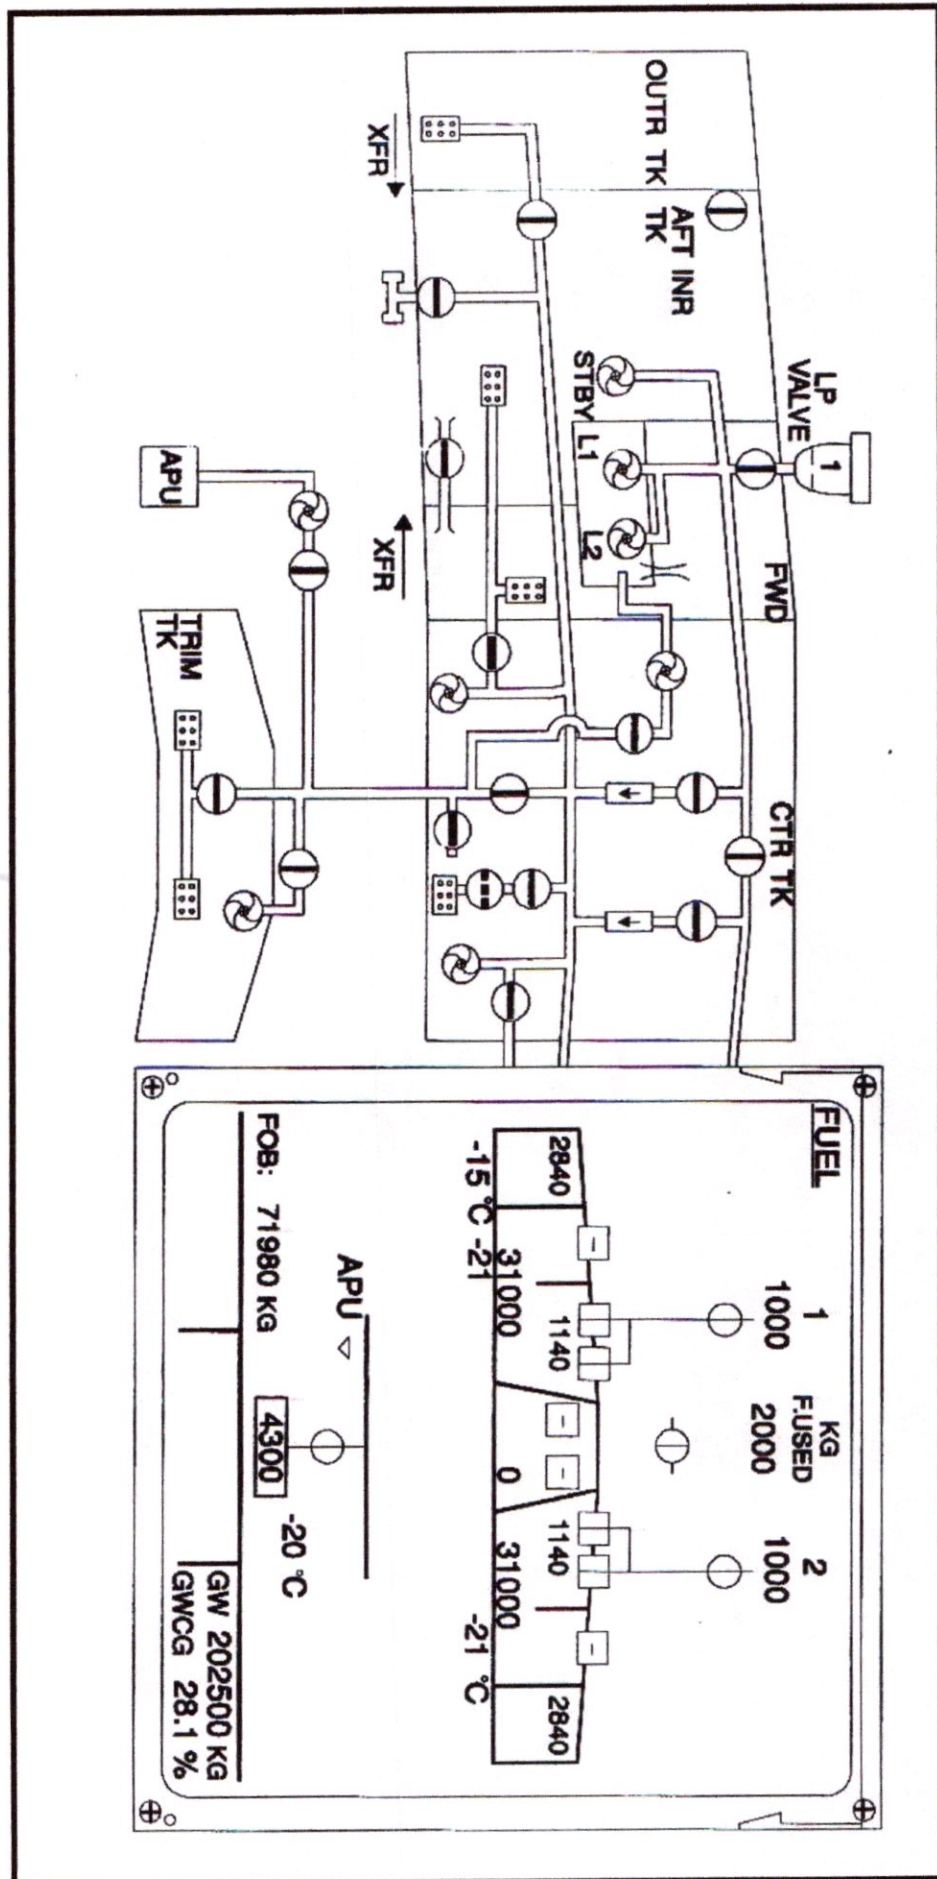 OUTR TK
AFT INR
TK
XFR
LP
VALVE
1
STBY
L1
L2
FWD
XFR
CTR TK
APU
TRIM
TK
FUEL
1
1000
KG
F.USED
2000
2
1000
2840
1140
1140
2840
31000
0
31000
-15 °C
-21
-21 °C
APU
FOB: 71980 KG
4300
-20 °C
GW 202500 KG
GWCG 28.1 %